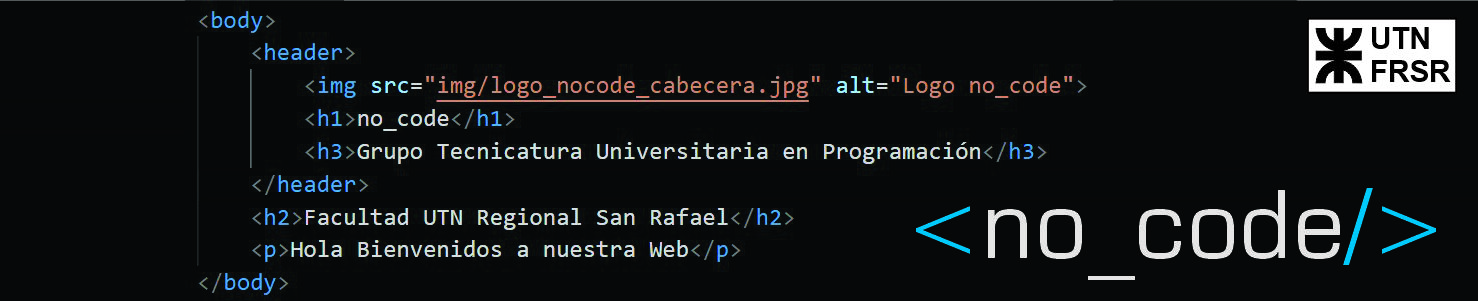 <body>
<header>
<img src="img/logo_nocode_cabecera.jpg" alt="Logo no_code">
<h1>no_code</h1>
<h3>Grupo Tecnicatura Universitaria en Programación</h3>
</header>
<h2>Facultad UTN Regional San Rafael</h2>
<p>Hola Bienvenidos a nuestra Web</p>
</body>
UTN
FRSR
<no_code/>